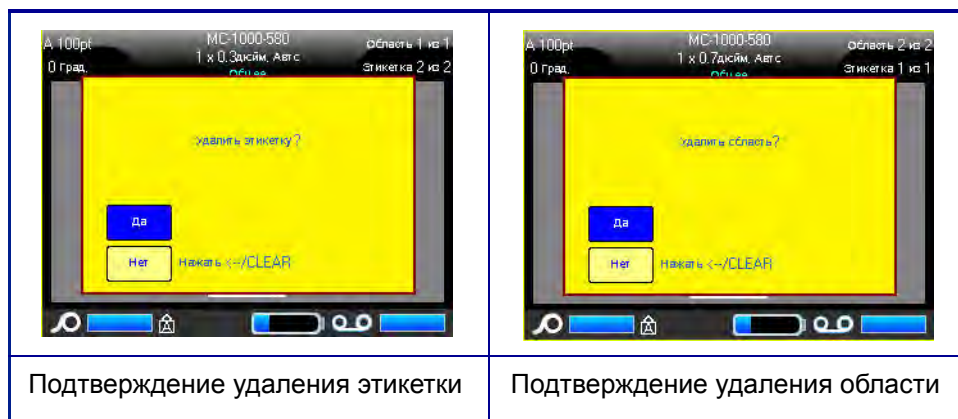 A 100pt MC-1000-580 Область 1 из 1
1 x 0.3дюйм, Автс
0 град. Общее Этикетка 2 из 2
Удалить этикетку?
Да
Нет Нажать <--/CLEAR
Подтверждение удаления этикетки
A 100pt MC-1000-580 Область 2 из 2
1 x 0.7дюйм, Автс
0 град. Общее Этикетка 1 из 1
Удалить область?
Да
Нет Нажать <--/CLEAR
Подтверждение удаления области